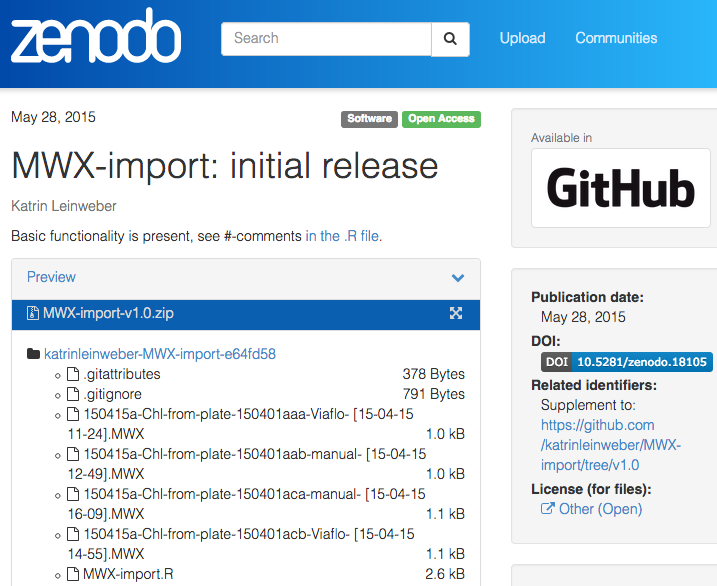 zenodo
Search
Upload
Communities
May 28, 2015
Software
Open Access
MWX-import: initial release
Katrin Leinweber
Basic functionality is present, see #-comments in the .R file.
Preview
MWX-import-v1.0.zip
katrinleinweber-MWX-import-e64fd58
.gitattributes 378 Bytes
.gitignore 791 Bytes
150415a-Chl-from-plate-150401aaa-Viaflo- [15-04-15
11-24].MWX 1.0 kB
150415a-Chl-from-plate-150401aab-manual- [15-04-15
12-49].MWX 1.0 kB
150415a-Chl-from-plate-150401aca-manual- [15-04-15
16-09].MWX 1.1 kB
150415a-Chl-from-plate-150401acb-Viaflo- [15-04-15
14-55].MWX 1.1 kB
MWX-import.R 2.6 kB
Available in
GitHub
Publication date:
May 28, 2015
DOI:
DOI 10.5281/zenodo.18105
Related identifiers:
Supplement to:
https://github.com
/katrinleinweber/MWX-
import/tree/v1.0
License (for files):
Other (Open)